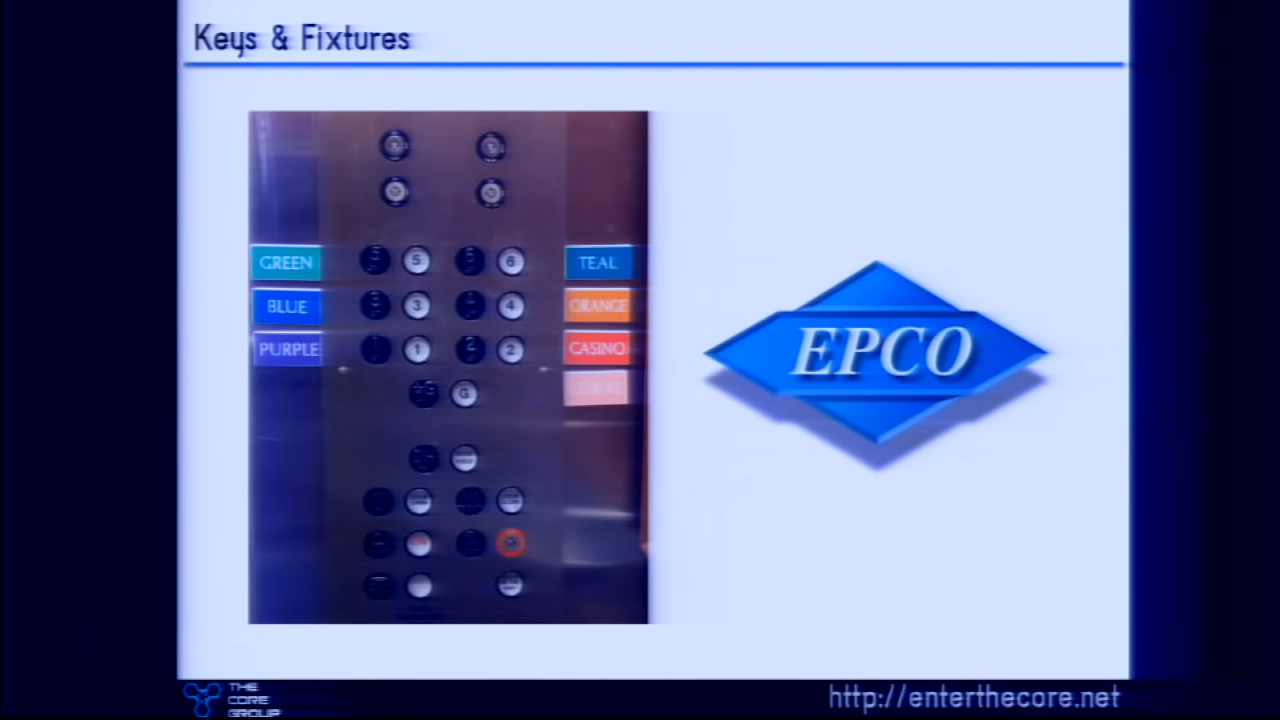 Keys & Fixtures
GREEN 5 6 TEAL
BLUE 3 4 ORANGE
PURPLE 1 2 CASINO
G
EPCO
THE
CORE
GROUP
http://enterthecore.net